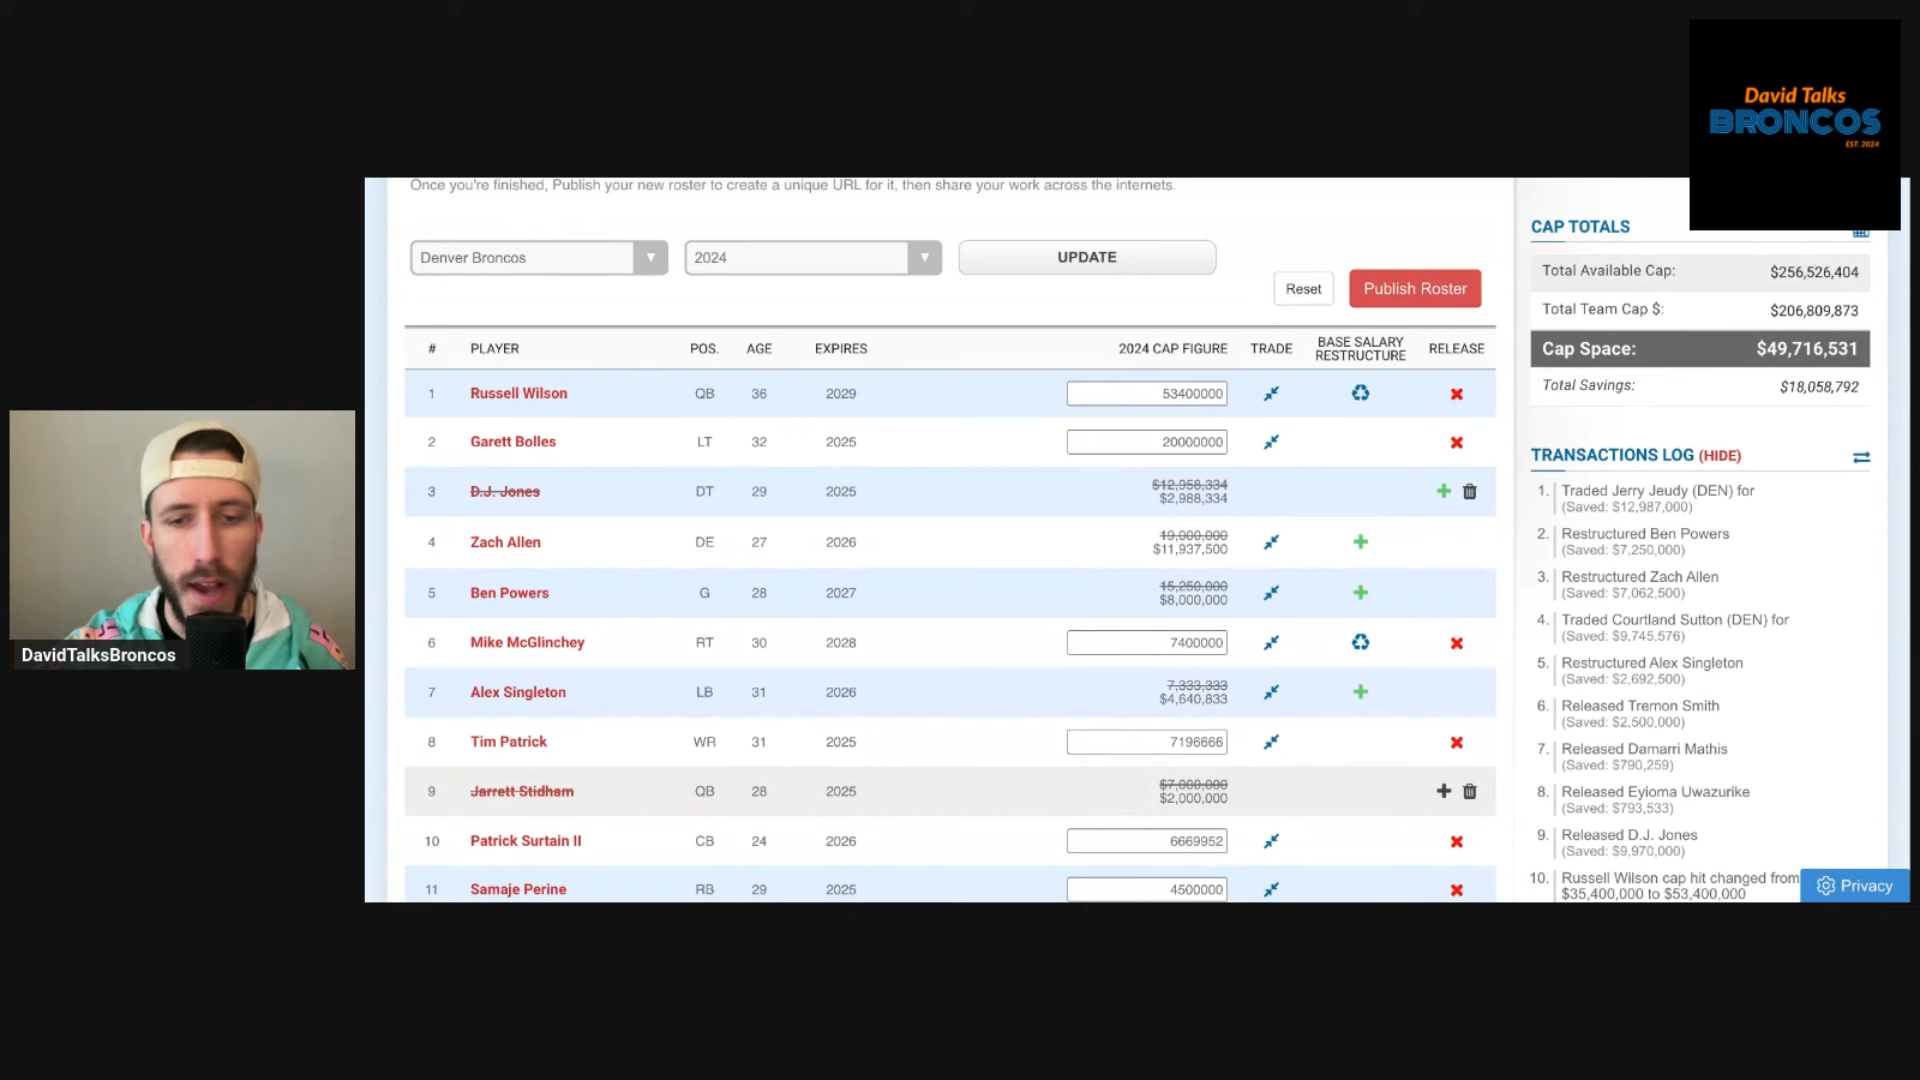 David Talks
BRONCOS
EST. 2024
Once you're finished, Publish your new roster to create a unique URL for it, then share your work across the internets.
Denver Broncos
2024
UPDATE
Reset
Publish Roster
# PLAYER POS. AGE EXPIRES 2024 CAP FIGURE TRADE BASE SALARY RESTRUCTURE RELEASE
1 Russell Wilson QB 36 2029 53400000
2 Garett Bolles LT 32 2025 20000000
3 D.J. Jones DT 29 2025 $12,958,334
$2,988,334
4 Zach Allen DE 27 2026 19,000,000
$11,937,500
5 Ben Powers G 28 2027 15,250,000
$8,000,000
6 Mike McGlinchey RT 30 2028 7400000
7 Alex Singleton LB 31 2026 7,333,333
$4,640,833
8 Tim Patrick WR 31 2025 7196666
9 Jarrett Stidham QB 28 2025 $7,000,000
$2,000,000
10 Patrick Surtain II CB 24 2026 6669952
11 Samaje Perine RB 29 2025 4500000
CAP TOTALS
Total Available Cap: $256,526,404
Total Team Cap $: $206,809,873
Cap Space: $49,716,531
Total Savings: $18,058,792
TRANSACTIONS LOG (HIDE)
1. Traded Jerry Jeudy (DEN) for
(Saved: $12,987,000)
2. Restructured Ben Powers
(Saved: $7,250,000)
3. Restructured Zach Allen
(Saved: $7,062,500)
4. Traded Courtland Sutton (DEN) for
(Saved: $9,745,576)
5. Restructured Alex Singleton
(Saved: $2,692,500)
6. Released Tremon Smith
(Saved: $2,500,000)
7. Released Damarri Mathis
(Saved: $790,259)
8. Released Eyioma Uwazurike
(Saved: $793,533)
9. Released D.J. Jones
(Saved: $9,970,000)
10. Russell Wilson cap hit changed from
$35,400,000 to $53,400,000
Privacy
DavidTalksBroncos